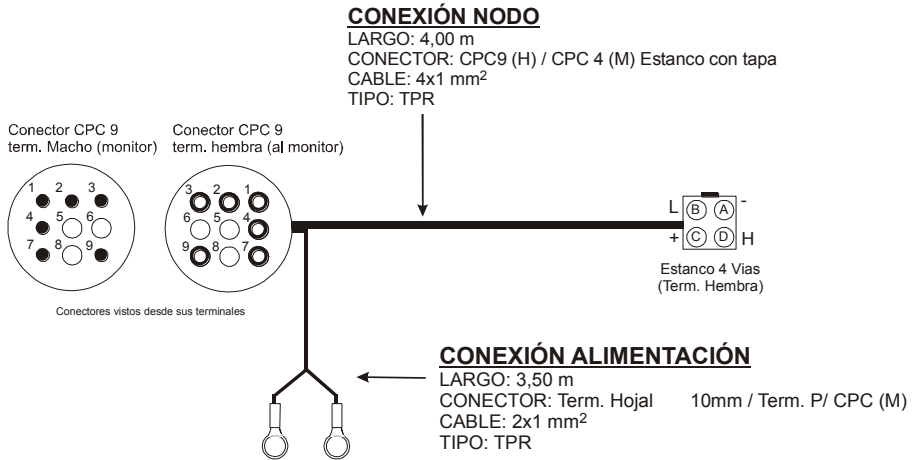 CONEXIÓN NODO
LARGO: 4,00 m
CONECTOR: CPC9 (H) / CPC 4 (M) Estanco con tapa
CABLE: 4x1 mm²
TIPO: TPR
Conector CPC 9
term. Macho (monitor)
Conector CPC 9
term. hembra (al monitor)
1 2 3
4 5 6
7 8 9
3 2 1
6 5 4
9 8 7
L B A -
+ C D H
Estanco 4 Vias
(Term. Hembra)
Conectores vistos desde sus terminales
CONEXIÓN ALIMENTACIÓN
LARGO: 3,50 m
CONECTOR: Term. Hojal 10mm / Term. P/ CPC (M)
CABLE: 2x1 mm²
TIPO: TPR